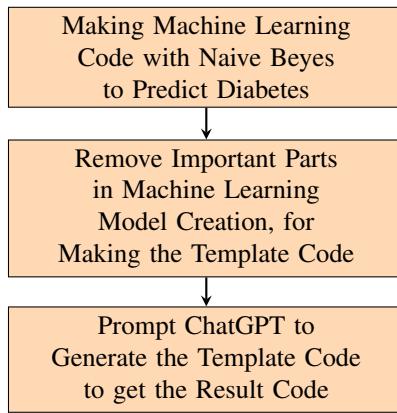 Making Machine Learning
Code with Naive Beyes
to Predict Diabetes
Remove Important Parts
in Machine Learning
Model Creation, for
Making the Template Code
Prompt ChatGPT to
Generate the Template Code
to get the Result Code